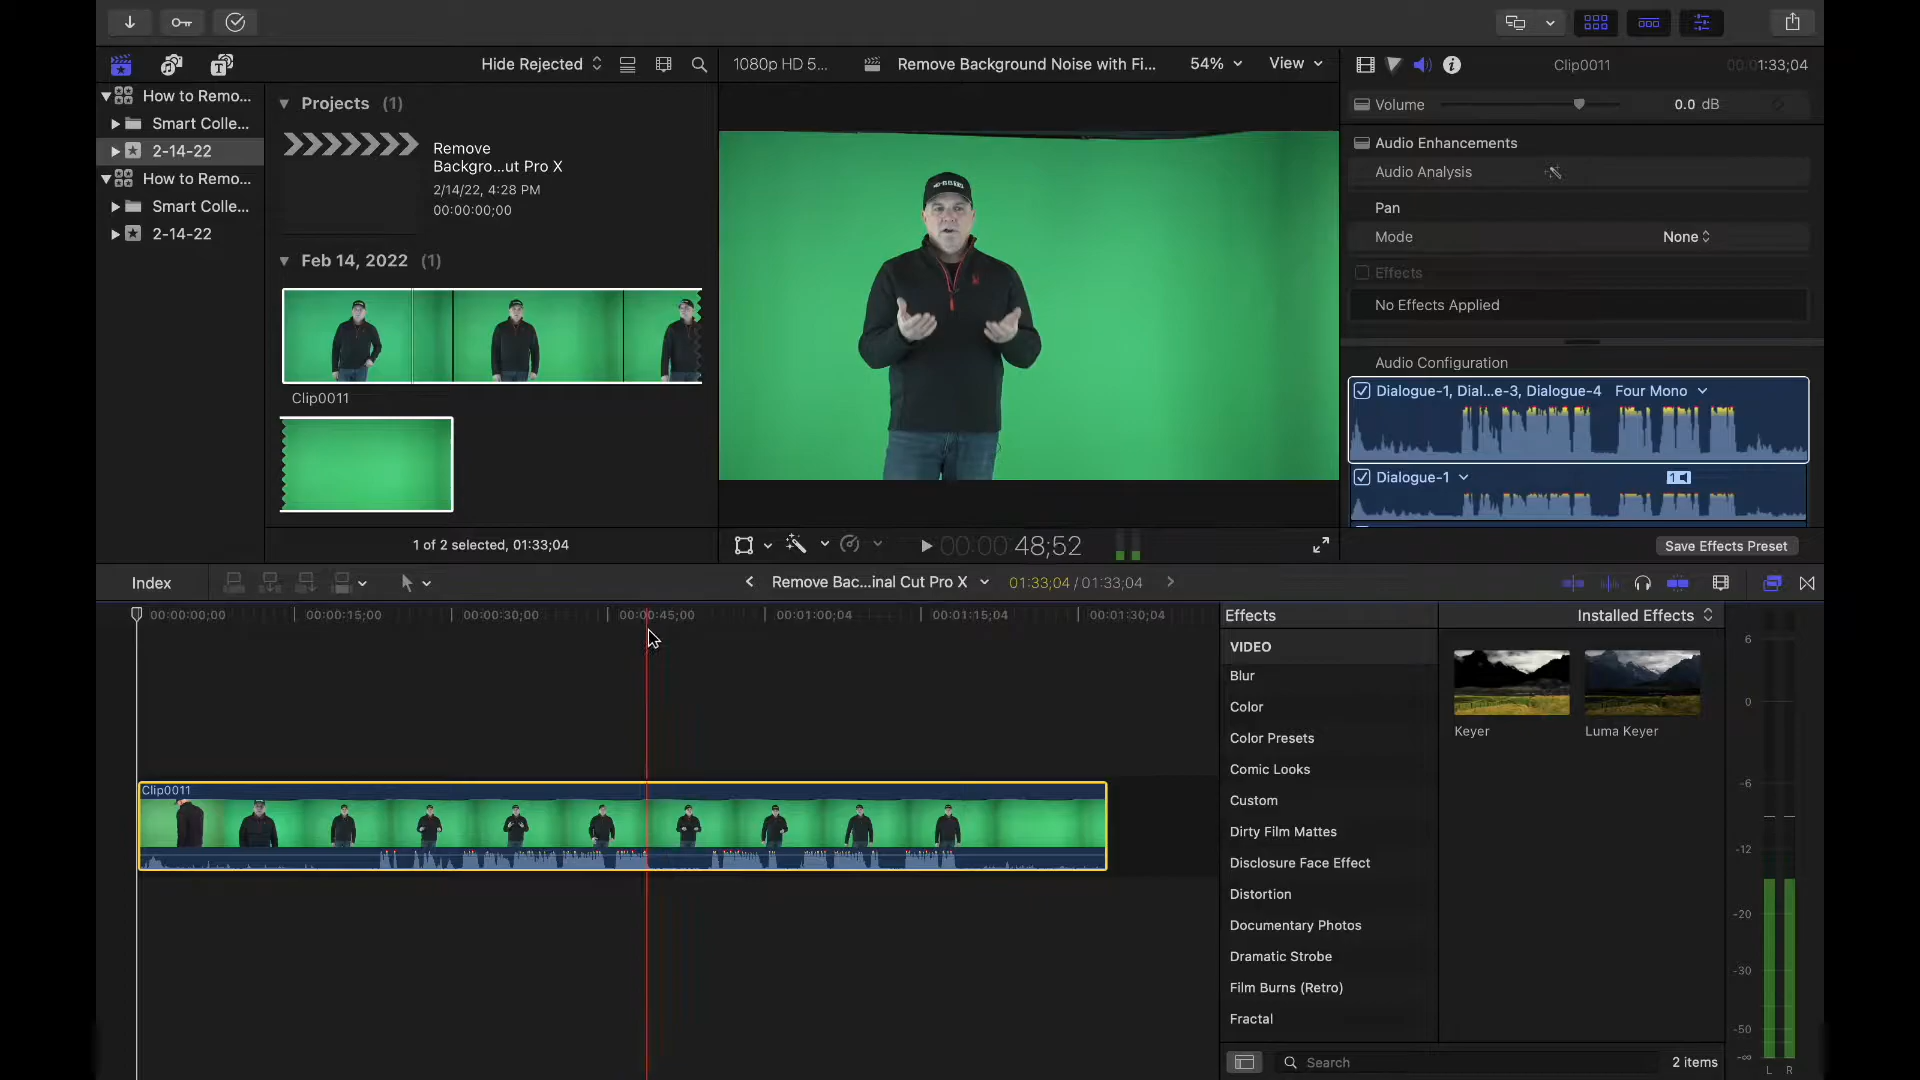 Hide Rejected
1080p HD 5...
Remove Background Noise with Fi...
54%
View
Clip0011
00:01:33;04
How to Remo...
Smart Colle...
2-14-22
How to Remo...
Smart Colle...
2-14-22
Projects (1)
Remove
Backgro...ut Pro X
2/14/22, 4:28 PM
00:00:00;00
Feb 14, 2022 (1)
Clip0011
1 of 2 selected, 01:33;04
00:00:48;52
Volume
0.0 dB
Audio Enhancements
Audio Analysis
Pan
Mode
None
Effects
No Effects Applied
Audio Configuration
Dialogue-1, Dial...e-3, Dialogue-4 Four Mono
Dialogue-1
1
Save Effects Preset
Index
Remove Bac...inal Cut Pro X
01:33;04 / 01:33;04
00:00:00;00
00:00:15;00
00:00:30;00
00:00:45;00
00:01:00;04
00:01:15;04
00:01:30;04
Clip0011
Effects
Installed Effects
VIDEO
Blur
Color
Color Presets
Comic Looks
Custom
Dirty Film Mattes
Disclosure Face Effect
Distortion
Documentary Photos
Dramatic Strobe
Film Burns (Retro)
Fractal
Keyer
Luma Keyer
Search
2 items
6
0
-6
-12
-20
-30
-50
-∞
L R